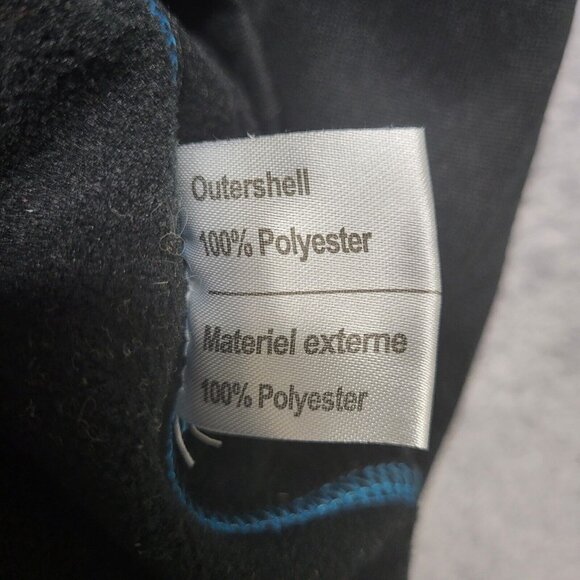 Outershell
100% Polyester
Materiel externe
100% Polyester